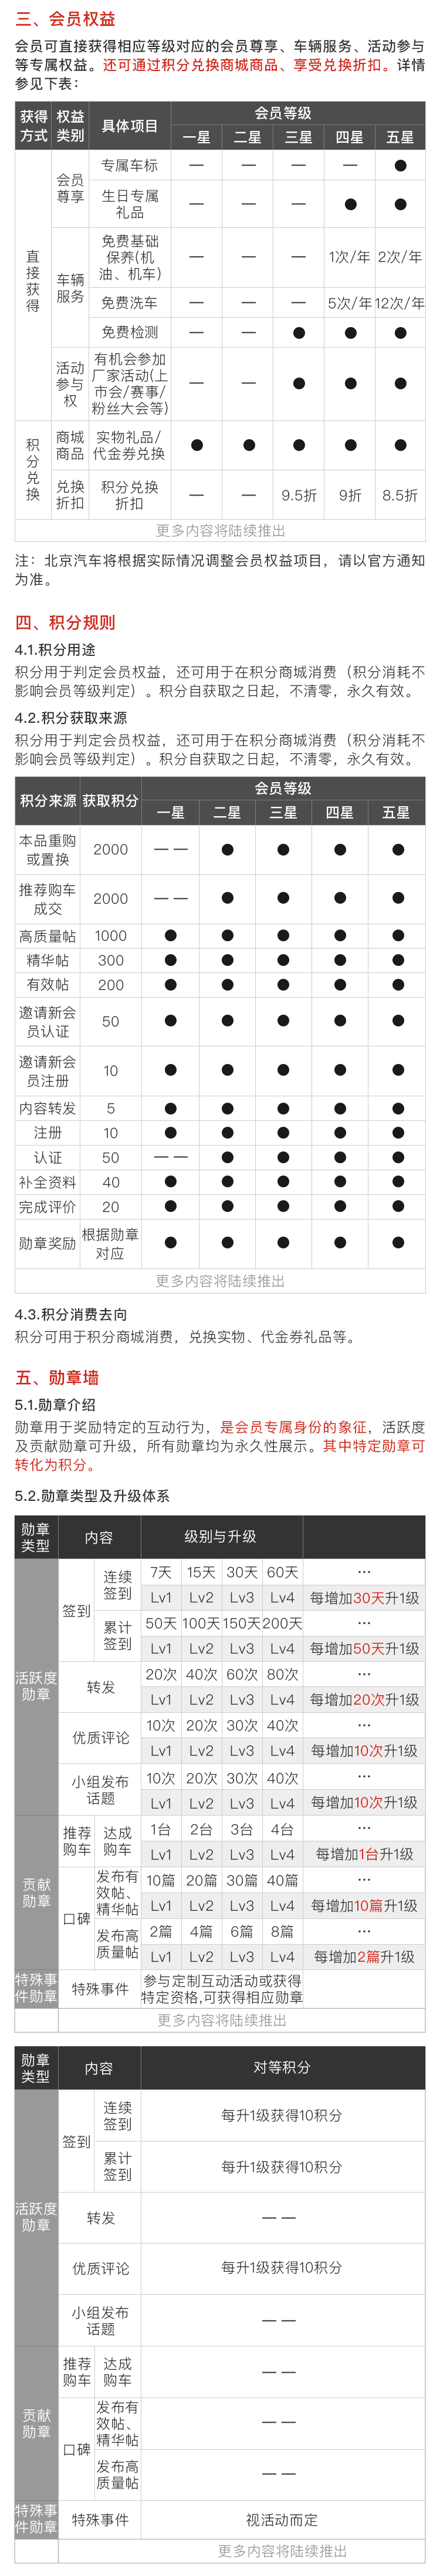 三、会员权益
会员可直接获得相应等级对应的会员尊享、车辆服务、活动参与
等专属权益。还可通过积分兑换商城商品、享受兑换折扣。详情
参见下表：
获得方式 权益类别 具体项目 会员等级
一星 二星 三星 四星 五星
直接获得 会员尊享 专属车标 — — — — ●
生日专属礼品 — — — ● ●
车辆服务 免费基础保养(机油、机车) — — — 1次/年 2次/年
免费洗车 — — — 5次/年 12次/年
免费检测 — — ● ● ●
活动参与权 有机会参加厂家活动(上市会/赛事/粉丝大会等) — — ● ● ●
积分兑换 商城商品 实物礼品/代金券兑换 ● ● ● ● ●
兑换折扣 积分兑换折扣 — — 9.5折 9折 8.5折
更多内容将陆续推出
注：北京汽车将根据实际情况调整会员权益项目，请以官方通知
为准。
四、积分规则
4.1.积分用途
积分用于判定会员权益，还可用于在积分商城消费（积分消耗不
影响会员等级判定）。积分自获取之日起，不清零，永久有效。
4.2.积分获取来源
积分用于判定会员权益，还可用于在积分商城消费（积分消耗不
影响会员等级判定）。积分自获取之日起，不清零，永久有效。
积分来源 获取积分 会员等级
一星 二星 三星 四星 五星
本品重购或置换 2000 — — ● ● ● ●
推荐购车成交 2000 — — ● ● ● ●
高质量帖 1000 ● ● ● ● ●
精华帖 300 ● ● ● ● ●
有效帖 200 ● ● ● ● ●
邀请新会员认证 50 ● ● ● ● ●
邀请新会员注册 10 ● ● ● ● ●
内容转发 5 ● ● ● ● ●
注册 10 ● ● ● ● ●
认证 50 — — ● ● ● ●
补全资料 40 ● ● ● ● ●
完成评价 20 ● ● ● ● ●
勋章奖励 根据勋章对应 ● ● ● ● ●
更多内容将陆续推出
4.3.积分消费去向
积分可用于积分商城消费，兑换实物、代金券礼品等。
五、勋章墙
5.1.勋章介绍
勋章用于奖励特定的互动行为，是会员专属身份的象征，活跃度
及贡献勋章可升级，所有勋章均为永久性展示。其中特定勋章可
转化为积分。
5.2.勋章类型及升级体系
勋章类型 内容 级别与升级
活跃度勋章 签到 连续签到 7天 15天 30天 60天 ...
Lv1 Lv2 Lv3 Lv4 每增加30天升1级
累计签到 50天 100天 150天 200天 ...
Lv1 Lv2 Lv3 Lv4 每增加50天升1级
转发 20次 40次 60次 80次 ...
Lv1 Lv2 Lv3 Lv4 每增加20次升1级
优质评论 10次 20次 30次 40次 ...
Lv1 Lv2 Lv3 Lv4 每增加10次升1级
小组发布话题 10次 20次 30次 40次 ...
Lv1 Lv2 Lv3 Lv4 每增加10次升1级
贡献勋章 推荐购车 达成购车 1台 2台 3台 4台 ...
Lv1 Lv2 Lv3 Lv4 每增加1台升1级
口碑 发布有效帖、精华帖 10篇 20篇 30篇 40篇 ...
Lv1 Lv2 Lv3 Lv4 每增加10篇升1级
发布高质量帖 2篇 4篇 6篇 8篇 ...
Lv1 Lv2 Lv3 Lv4 每增加2篇升1级
特殊事件勋章 特殊事件 参与定制互动活动或获得特定资格,可获得相应勋章
更多内容将陆续推出
勋章类型 内容 对等积分
活跃度勋章 签到 连续签到 每升1级获得10积分
累计签到 每升1级获得10积分
转发 — —
优质评论 每升1级获得10积分
小组发布话题 — —
贡献勋章 推荐购车 达成购车 — —
口碑 发布有效帖、精华帖 — —
发布高质量帖 — —
特殊事件勋章 特殊事件 视活动而定
更多内容将陆续推出